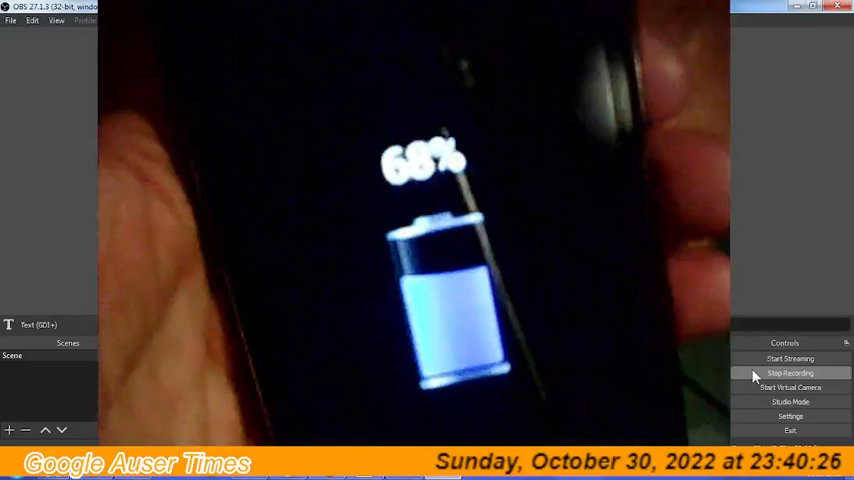 OBS 27.1.3 (32-bit, windo
File Edit View Profile
68%
T Text (GDI+)
Scenes
Scene
Controls
Start Streaming
Stop Recording
Start Virtual Camera
Studio Mode
Settings
Exit
Google Auser Times
Sunday, October 30, 2022 at 23:40:26